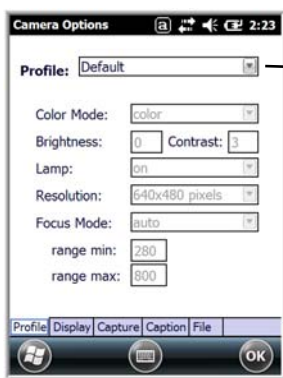 Camera Options a 2:23
Profile: Default
Color Mode: color
Brightness: 0 Contrast: 3
Lamp: on
Resolution: 640x480 pixels
Focus Mode: auto
range min: 280
range max: 800
Profile Display Capture Caption File
OK